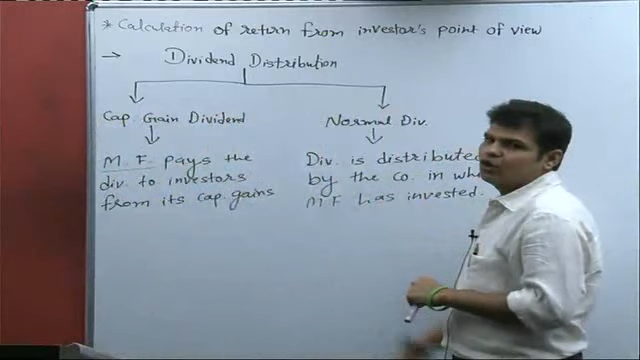 * Calculation of return from investor's point of view
→ Dividend Distribution
Cap Gain Dividend
Normal Div.
M.F. pays the
div. to investors
from its cap. gains
Div. is distributed
by the co. in
M.F has invested.